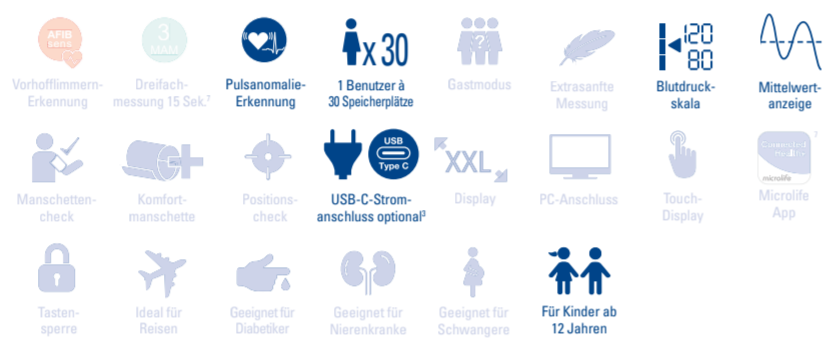 AFIB
sens
3
MAM
x 30
?
120
80
Vorhofflimmern-
Erkennung
Dreifach-
messung 15 Sek.⁷
Pulsanomalie-
Erkennung
1 Benutzer à
30 Speicherplätze
Gastmodus
Extrasanfte
Messung
Blutdruck-
skala
Mittelwert-
anzeige
USB
Type C
XXL
Connected
Health
microlife
Manschetten-
check
Komfort-
manschette
Positions-
check
USB-C-Strom-
anschluss optional³
Display
PC-Anschluss
Touch-
Display
Microlife
App
Tasten-
sperre
Ideal für
Reisen
Geeignet für
Diabetiker
Geeignet für
Nierenkranke
Geeignet für
Schwangere
Für Kinder ab
12 Jahren